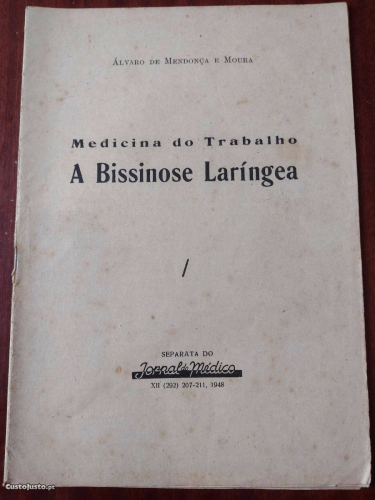 Álvaro de Mendonça e Moura
Medicina do Trabalho
A Bissinose Laríngea
/
SEPARATA DO
Jornal do Médico
XII (292) 207-211, 1948
CustoJusto.pt